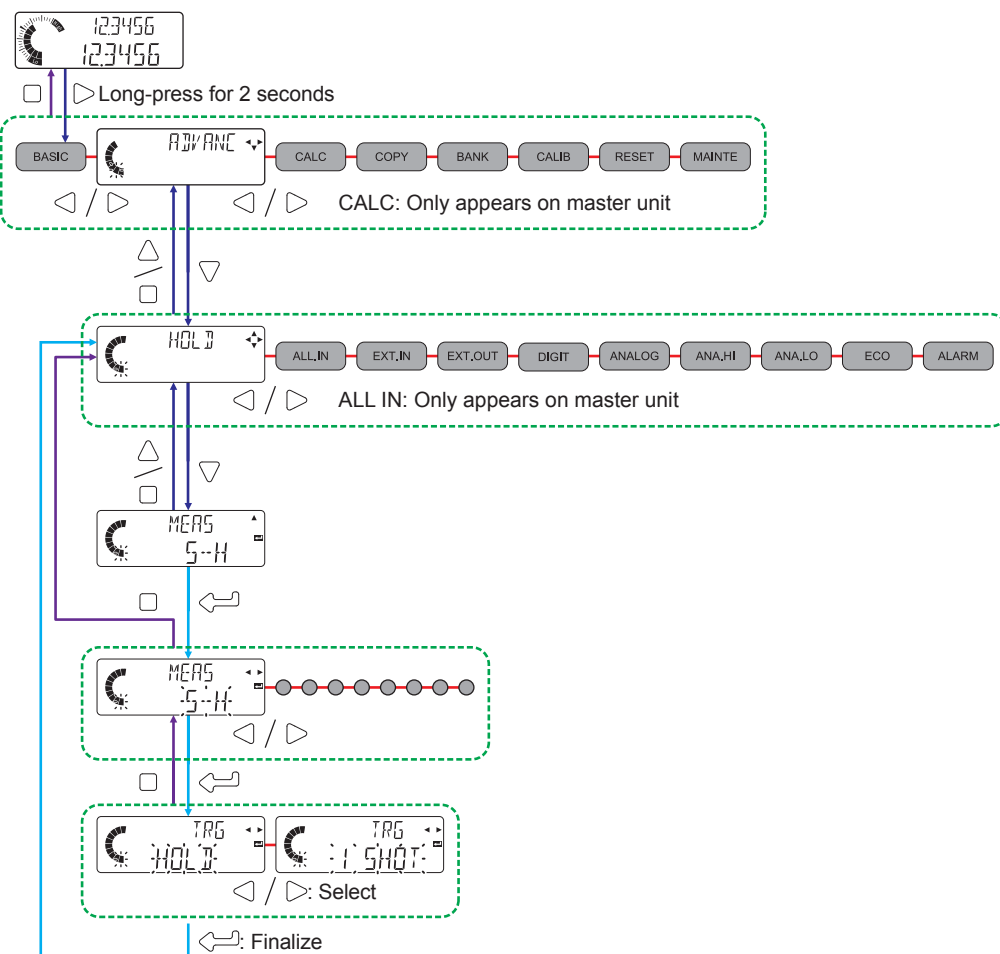 12.3456
12.3456
Long-press for 2 seconds
BASIC ADVANC CALC COPY BANK CALIB RESET MAINTE
/ / CALC: Only appears on master unit
HOLD ALL.IN EXT.IN EXT.OUT DIGIT ANALOG ANA.HI ANA.LO ECO ALARM
/ ALL IN: Only appears on master unit
MEAS
S--H
MEAS
S-H
/
TRG TRG
HOLD 1 SHOT
/ : Select
: Finalize